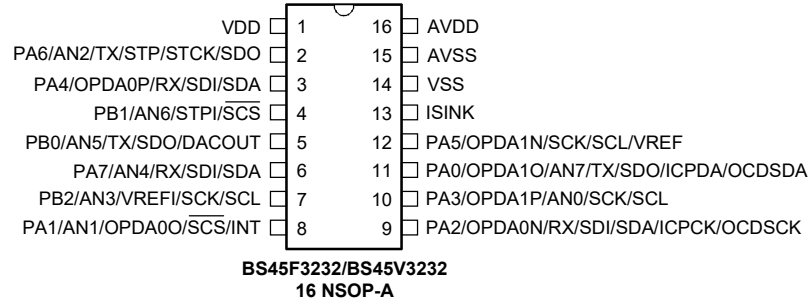 VDD 1 16 AVDD
PA6/AN2/TX/STP/STCK/SDO 2 15 AVSS
PA4/OPDA0P/RX/SDI/SDA 3 14 VSS
PB1/AN6/STPI/SCS 4 13 ISINK
PB0/AN5/TX/SDO/DACOUT 5 12 PA5/OPDA1N/SCK/SCL/VREF
PA7/AN4/RX/SDI/SDA 6 11 PA0/OPDA1O/AN7/TX/SDO/ICPDA/OCDSDA
PB2/AN3/VREFI/SCK/SCL 7 10 PA3/OPDA1P/AN0/SCK/SCL
PA1/AN1/OPDA0O/SCS/INT 8 9 PA2/OPDA0N/RX/SDI/SDA/ICPCK/OCDSCK
BS45F3232/BS45V3232
16 NSOP-A